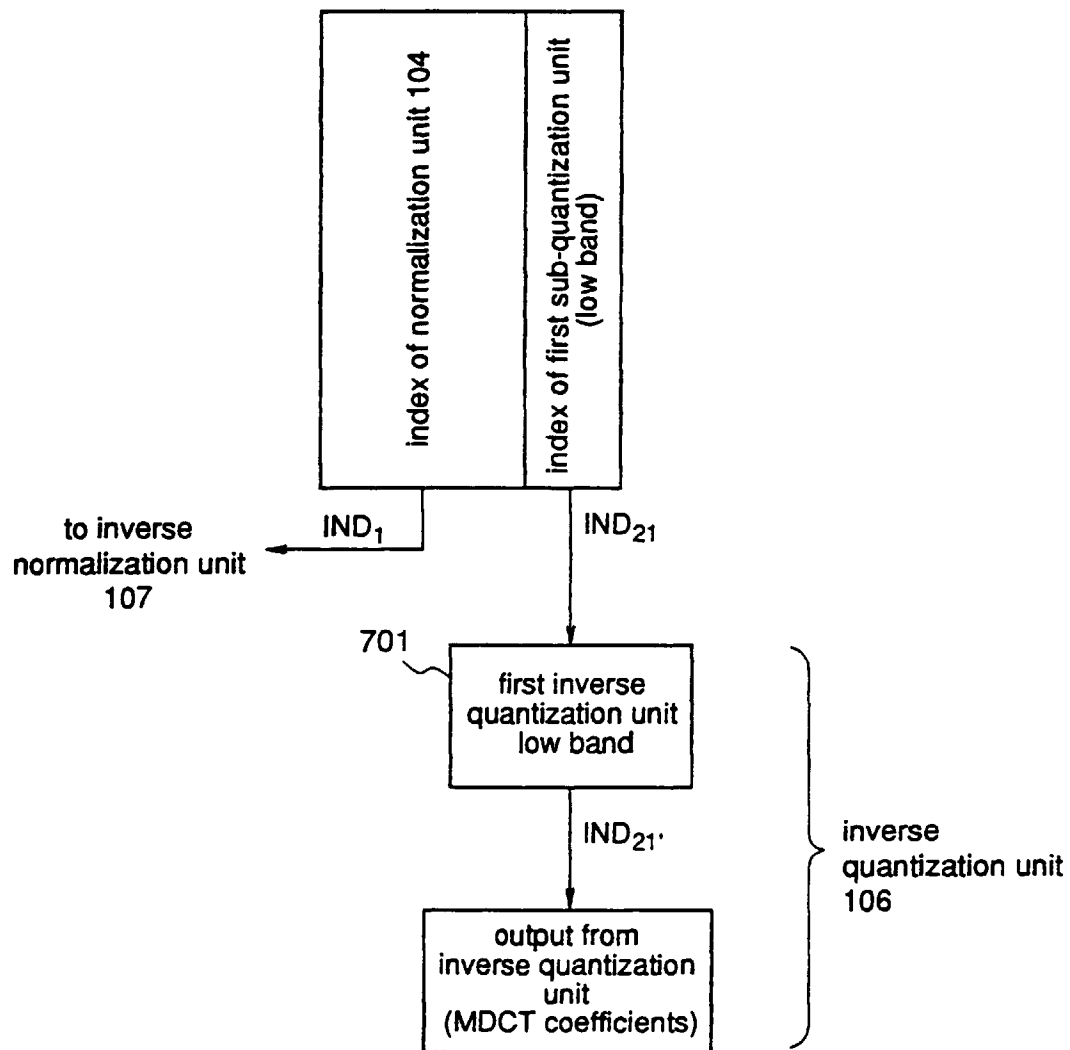 index of normalization unit 104
index of first sub-quantization unit
(low band)
IND1
IND21
to inverse
normalization unit
107
701
first inverse
quantization unit
low band
IND21'
inverse
quantization unit
106
output from
inverse quantization
unit
(MDCT coefficients)